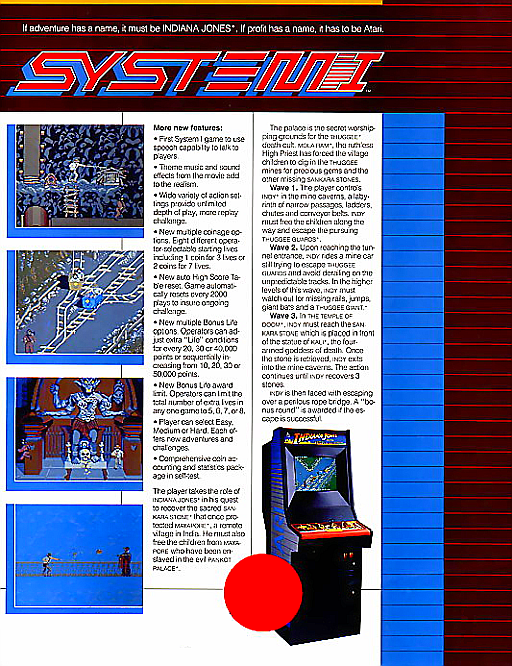 If adventure has a name, it must be INDIANA JONES*. If profit has a name, it has to be Atari.
SYSTEM I
TM
More new features:
• First System I game to use
speech capability to talk to
players.
• Theme music and sound
effects from the movie add
to the realism.
• Wide variety of action set-
tings provide unlimited
depth of play, more replay
challenge.
• New multiple coinage op-
tions. Eight different opera-
tor-selectable starting lives
including 1 coin for 3 lives or
2 coins for 7 lives.
• New auto High Score Ta-
ble reset. Game automati-
cally resets every 2000
plays to insure ongoing
challenge.
• New multiple Bonus Life
options. Operators can ad-
just extra "Life" conditions
for every 20, 30 or 40,000
points or sequentially in-
creasing from 10, 20, 30 or
50,000 points.
• New Bonus Life award
limit. Operators can limit the
total number of extra lives in
any one game to 5, 6, 7, or 8.
• Player can select Easy,
Medium or Hard. Each of-
fers new adventures and
challenges.
• Comprehensive coin ac-
counting and statistics pack-
age in self-test.
The player takes the role of
INDIANA JONES* in his quest
to recover the sacred SAN-
KARA STONE* that once pro-
tected MAYAPORE*, a remote
village in India. He must also
free the children from MAYA-
PORE who have been en-
slaved in the evil PANKOT
PALACE*.
The palace is the secret worship-
ping grounds for the THUGGEE*
death cult. MOLA RAM*, the ruthless
High Priest has forced the village
children to dig in the THUGGEE
mines for precious gems and the
other missing SANKARA STONES.
Wave 1. The player controls
INDY* in the mine caverns, a laby-
rinth of narrow passages, ladders,
chutes and conveyor belts. INDY
must free the children along the
way and escape the pursuing
THUGGEE GUARDS*.
Wave 2. Upon reaching the tun-
nel entrance, INDY rides a mine car
still trying to escape THUGGEE
GUARDS and avoid derailing on the
unpredictable tracks. In the higher
levels of this wave, INDY must
watch out for missing rails, jumps,
giant bats and a THUGGEE GIANT.*
Wave 3. In THE TEMPLE OF
DOOM*, INDY must reach the SAN-
KARA STONE which is placed in front
of the statue of KALI*, the four-
armed goddess of death. Once
the stone is retrieved, INDY exits
into the mine caverns. The action
continues until INDY recovers 3
stones.
INDY is then faced with escaping
over a perilous rope bridge. A "bo-
nus round" is awarded if the es-
cape is successful.
INDIANA JONES